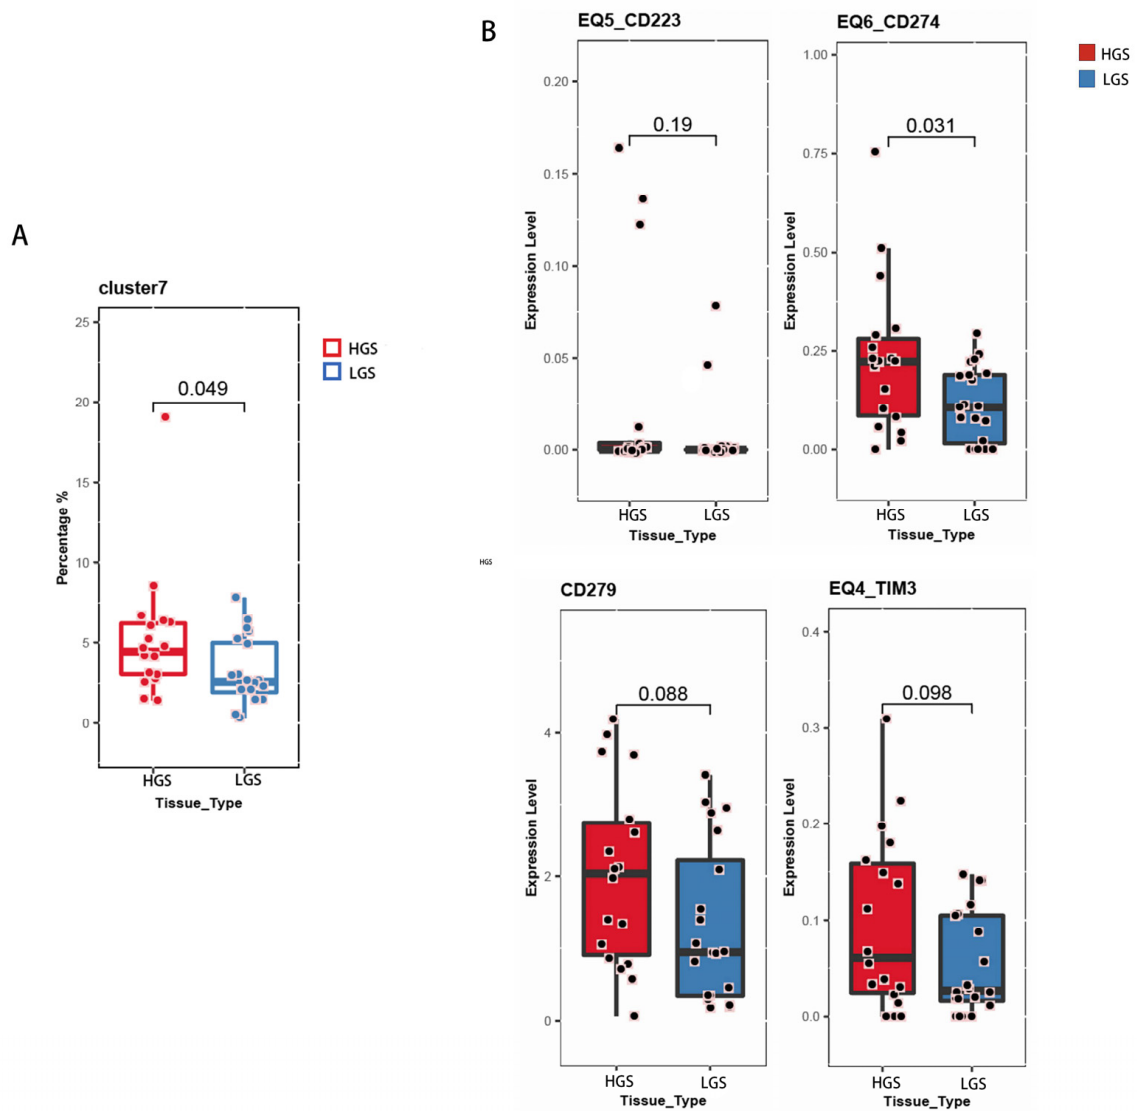 A
cluster7
Percentage %
25
20
15
10
5
0
0.049
HGS
LGS
Tissue_Type
HGS
LGS
B
EQ5_CD223
Expression Level
0.20
0.15
0.10
0.05
0.00
0.19
HGS
LGS
Tissue_Type
EQ6_CD274
Expression Level
1.00
0.75
0.50
0.25
0.00
0.031
HGS
LGS
Tissue_Type
HGS
LGS
HGS
CD279
Expression Level
4
2
0
0.088
HGS
LGS
Tissue_Type
EQ4_TIM3
Expression Level
0.4
0.3
0.2
0.1
0.0
0.098
HGS
LGS
Tissue_Type